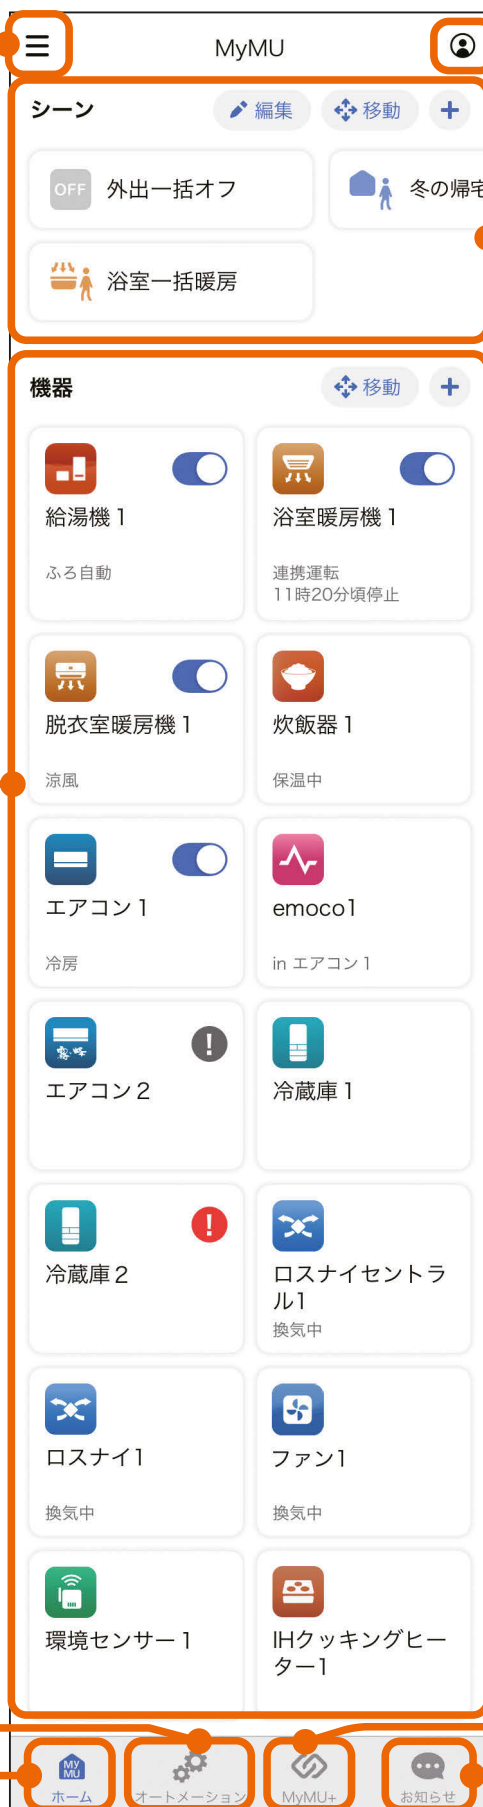 MyMU
シーン
編集
移動
OFF 外出一括オフ
冬の帰宅
浴室一括暖房
機器
移動
給湯機 1
ふろ自動
浴室暖房機 1
連携運転
11時20分頃停止
脱衣室暖房機 1
涼風
炊飯器 1
保温中
エアコン 1
冷房
emoco1
in エアコン 1
エアコン 2
冷蔵庫 1
冷蔵庫 2
ロスナイセントラ
ル1
換気中
ロスナイ1
換気中
ファン1
換気中
環境センサー 1
IHクッキングヒー
ター1
MyMU
ホーム
オートメーション
MyMU+
お知らせ